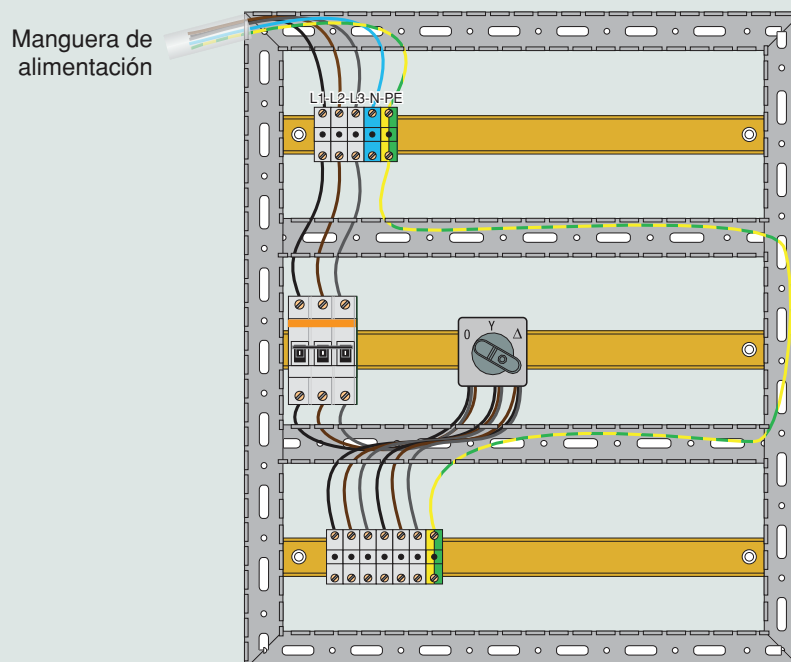 Manguera de
alimentación
L1-L2-L3-N-PE
0 Y Δ